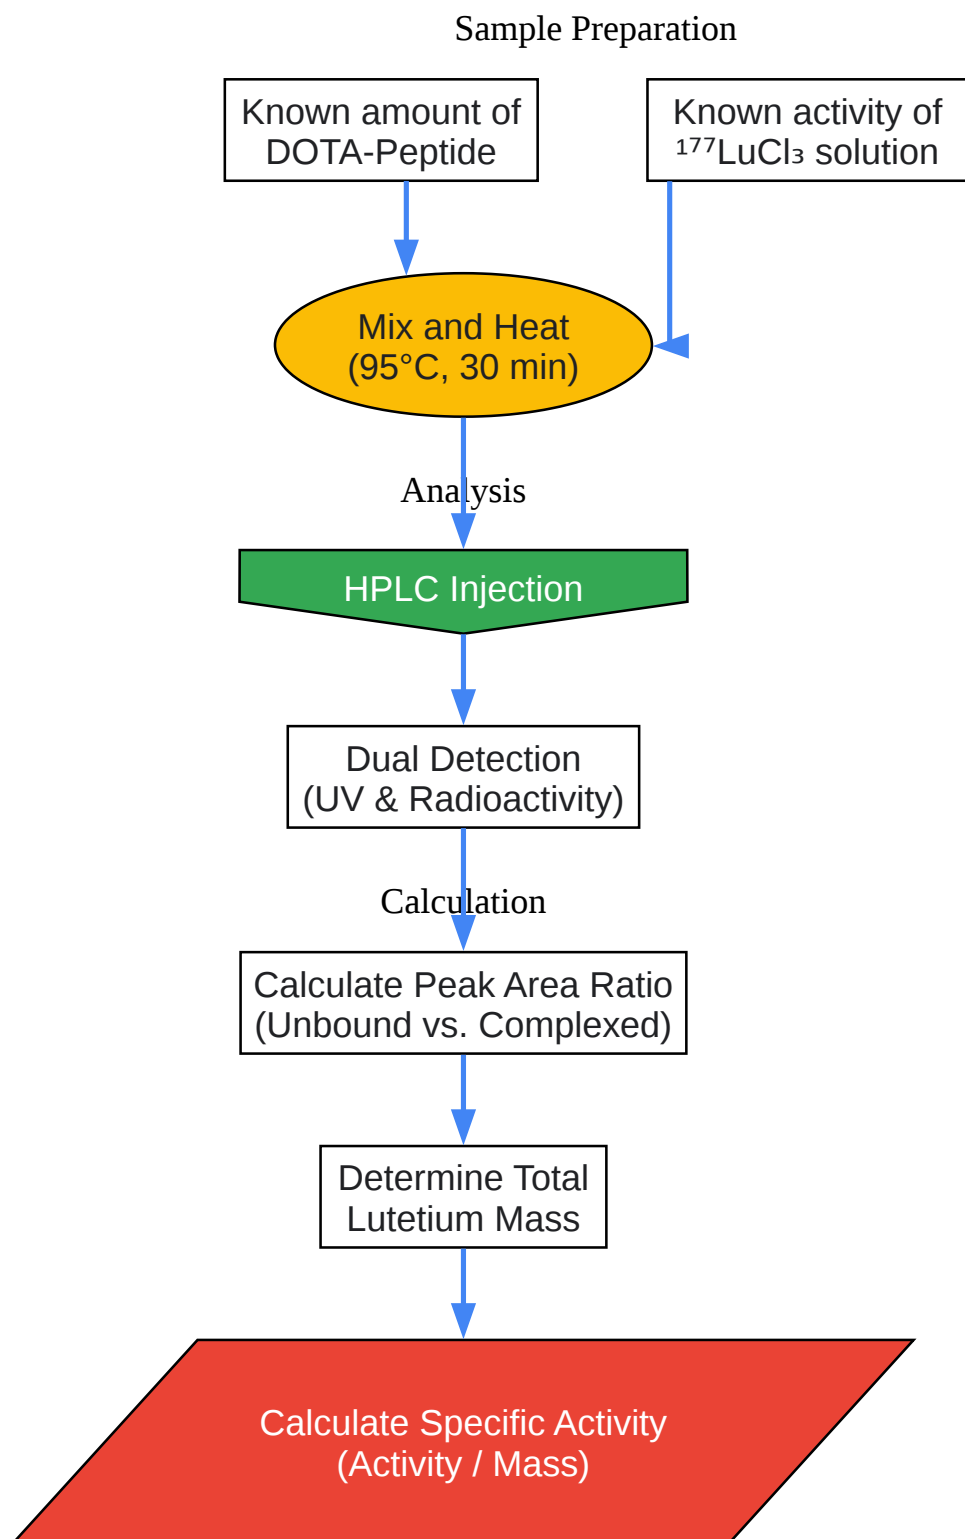 Sample Preparation
Known amount of
DOTA-Peptide
Known activity of
¹⁷⁷LuCl₃ solution
Mix and Heat
(95°C, 30 min)
Analysis
HPLC Injection
Dual Detection
(UV & Radioactivity)
Calculation
Calculate Peak Area Ratio
(Unbound vs. Complexed)
Determine Total
Lutetium Mass
Calculate Specific Activity
(Activity / Mass)